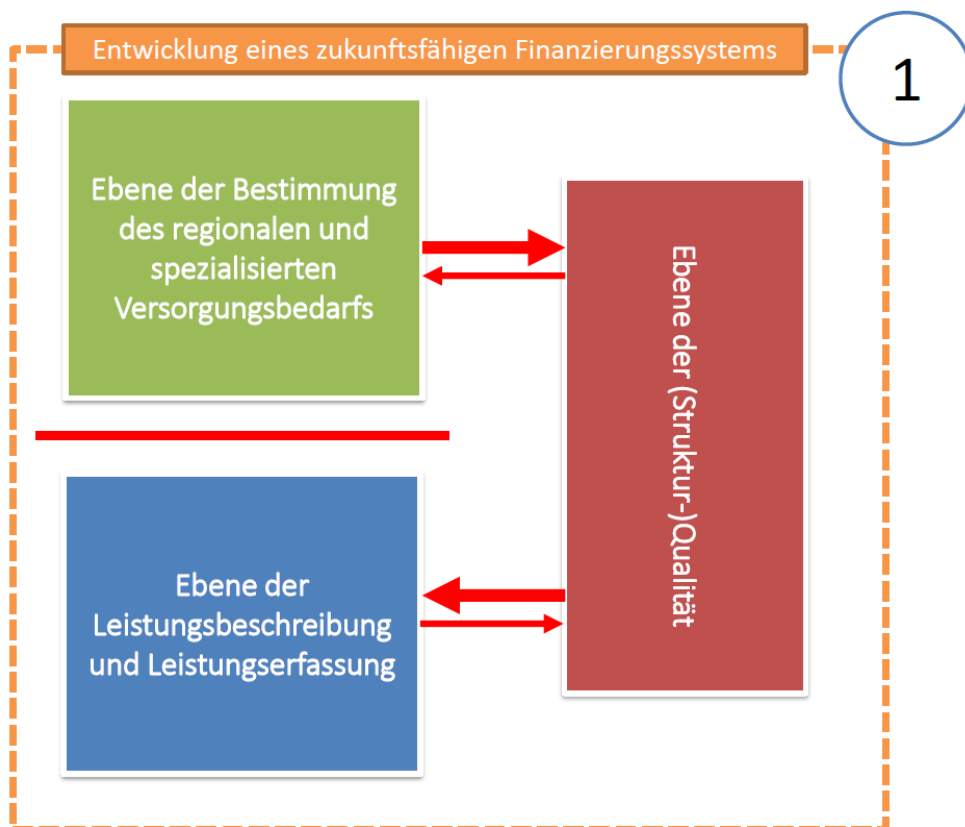 Entwicklung eines zukunftsfähigen Finanzierungssystems
1
Ebene der Bestimmung
des regionalen und
spezialisierten
Versorgungsbedarfs
Ebene der (Struktur-)Qualität
Ebene der
Leistungsbeschreibung
und Leistungserfassung